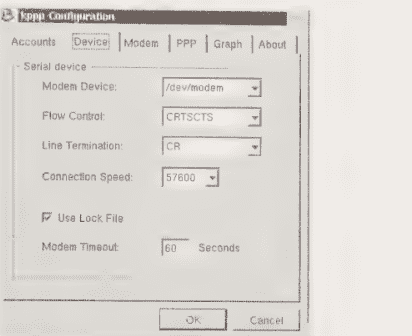 kppp Configuration
Accounts Device Modem PPP Graph About
Serial device
Modem Device: /dev/modem
Flow Control: CRTSCTS
Line Termination: CR
Connection Speed: 57600
Use Lock File
Modem Timeout: 60 Seconds
OK Cancel